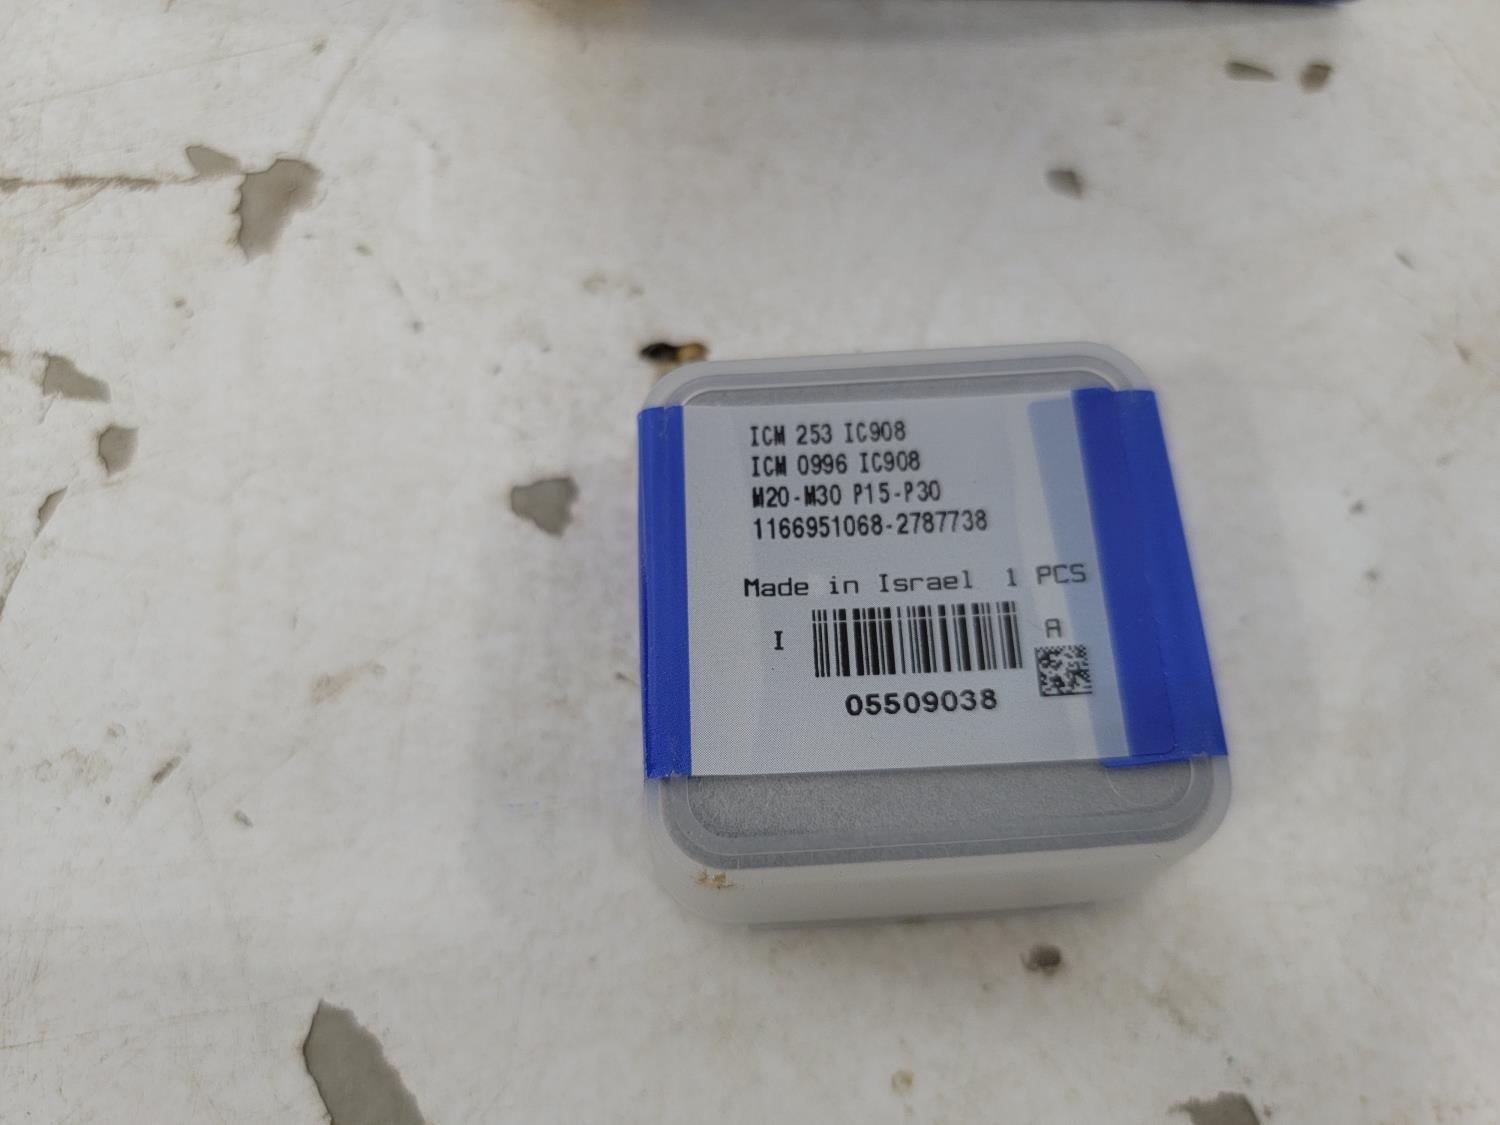 ICM 253 IC908
ICM 0996 IC908
M20-M30 P15-P30
1166951068-2787738
Made in Israel 1 PCS
I A
05509038